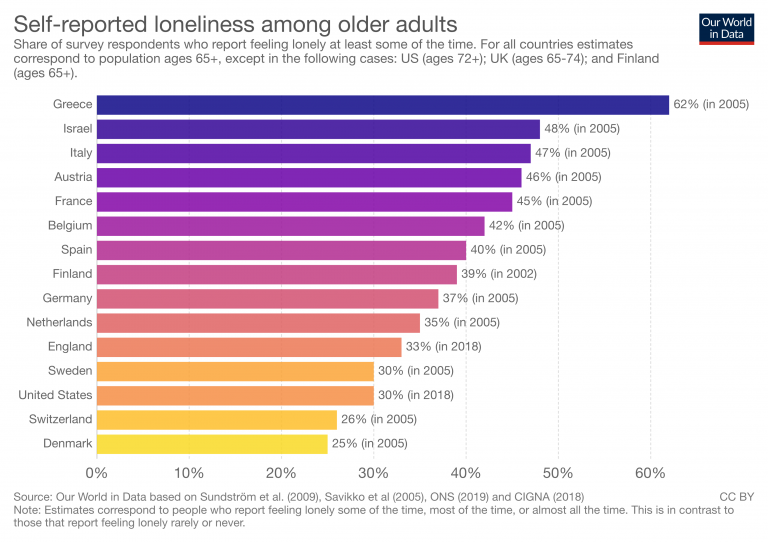 Self-reported loneliness among older adults
Our World
in Data
Share of survey respondents who report feeling lonely at least some of the time. For all countries estimates
correspond to population ages 65+, except in the following cases: US (ages 72+); UK (ages 65-74); and Finland
(ages 65+).
Greece 62% (in 2005)
Israel 48% (in 2005)
Italy 47% (in 2005)
Austria 46% (in 2005)
France 45% (in 2005)
Belgium 42% (in 2005)
Spain 40% (in 2005)
Finland 39% (in 2002)
Germany 37% (in 2005)
Netherlands 35% (in 2005)
England 33% (in 2018)
Sweden 30% (in 2005)
United States 30% (in 2018)
Switzerland 26% (in 2005)
Denmark 25% (in 2005)
0% 10% 20% 30% 40% 50% 60%
Source: Our World in Data based on Sundström et al. (2009), Savikko et al (2005), ONS (2019) and CIGNA (2018) CC BY
Note: Estimates correspond to people who report feeling lonely some of the time, most of the time, or almost all the time. This is in contrast to
those that report feeling lonely rarely or never.